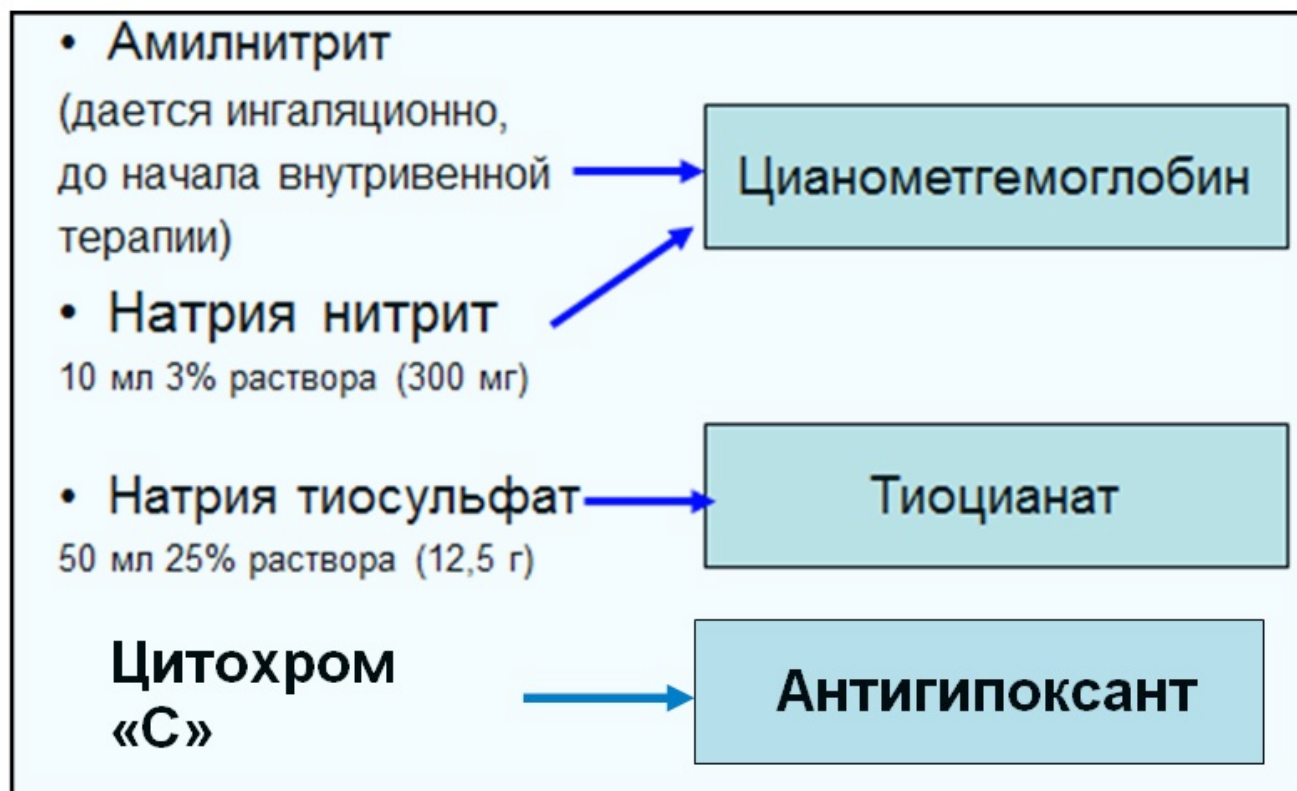 • Амилнитрит
(дается ингаляционно,
до начала внутривенной
терапии)
Цианометгемоглобин
• Натрия нитрит
10 мл 3% раствора (300 мг)
• Натрия тиосульфат
50 мл 25% раствора (12,5 г)
Тиоцианат
Цитохром
«С»
Антигипоксант